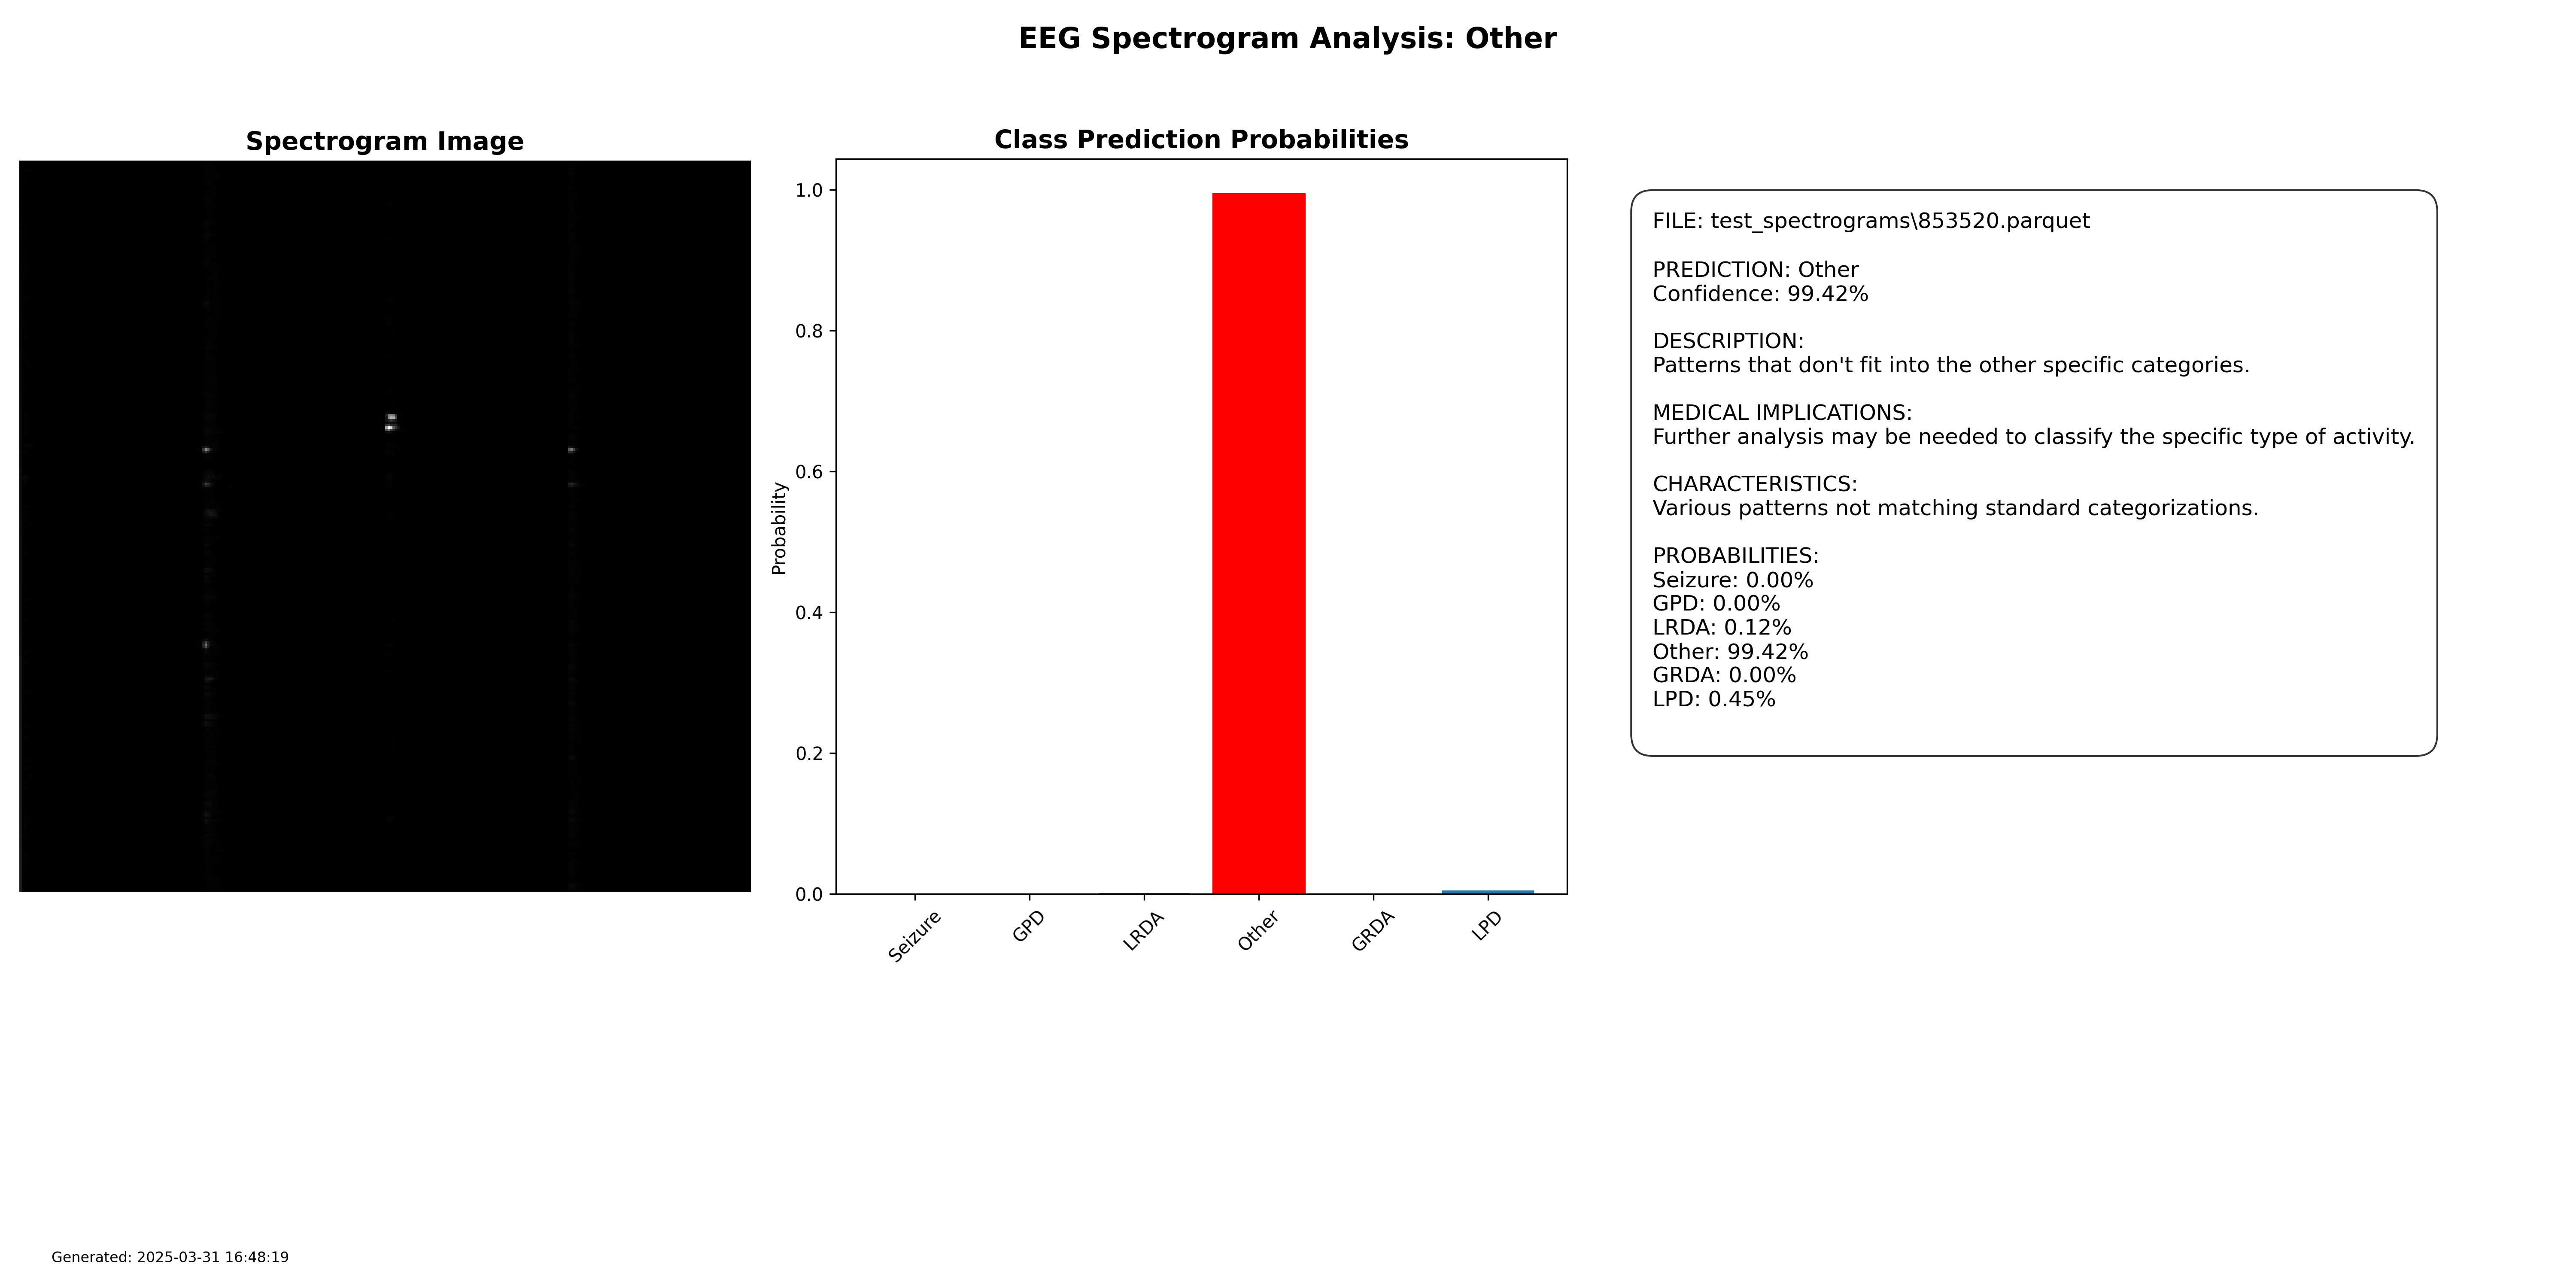 EEG Spectrogram Analysis: Other
Spectrogram Image
Class Prediction Probabilities
Probability
1.0
0.8
0.6
0.4
0.2
0.0
Seizure
GPD
LRDA
Other
GRDA
LPD
FILE: test_spectrograms\853520.parquet
PREDICTION: Other
Confidence: 99.42%
DESCRIPTION:
Patterns that don't fit into the other specific categories.
MEDICAL IMPLICATIONS:
Further analysis may be needed to classify the specific type of activity.
CHARACTERISTICS:
Various patterns not matching standard categorizations.
PROBABILITIES:
Seizure: 0.00%
GPD: 0.00%
LRDA: 0.12%
Other: 99.42%
GRDA: 0.00%
LPD: 0.45%
Generated: 2025-03-31 16:48:19